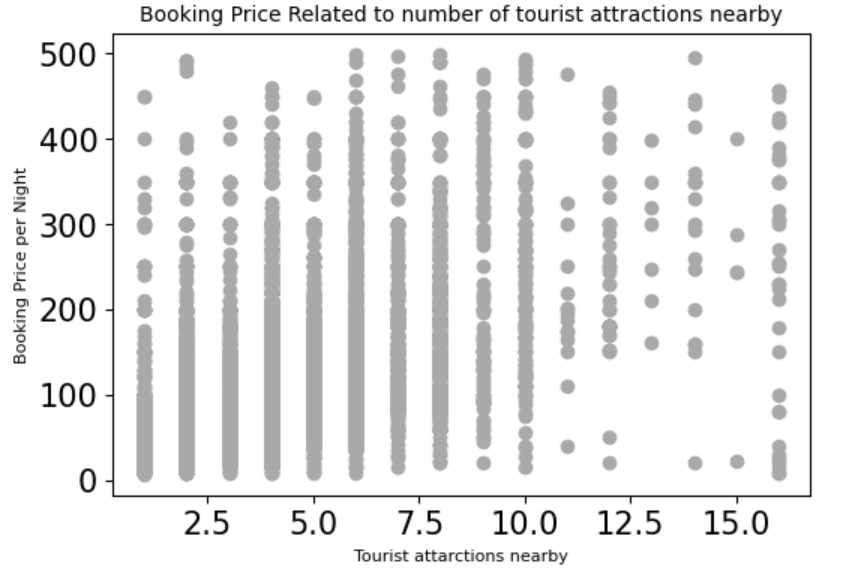 Booking Price Related to number of tourist attractions nearby
500
400
300
200
100
0
Booking Price per Night
2.5 5.0 7.5 10.0 12.5 15.0
Tourist attarctions nearby